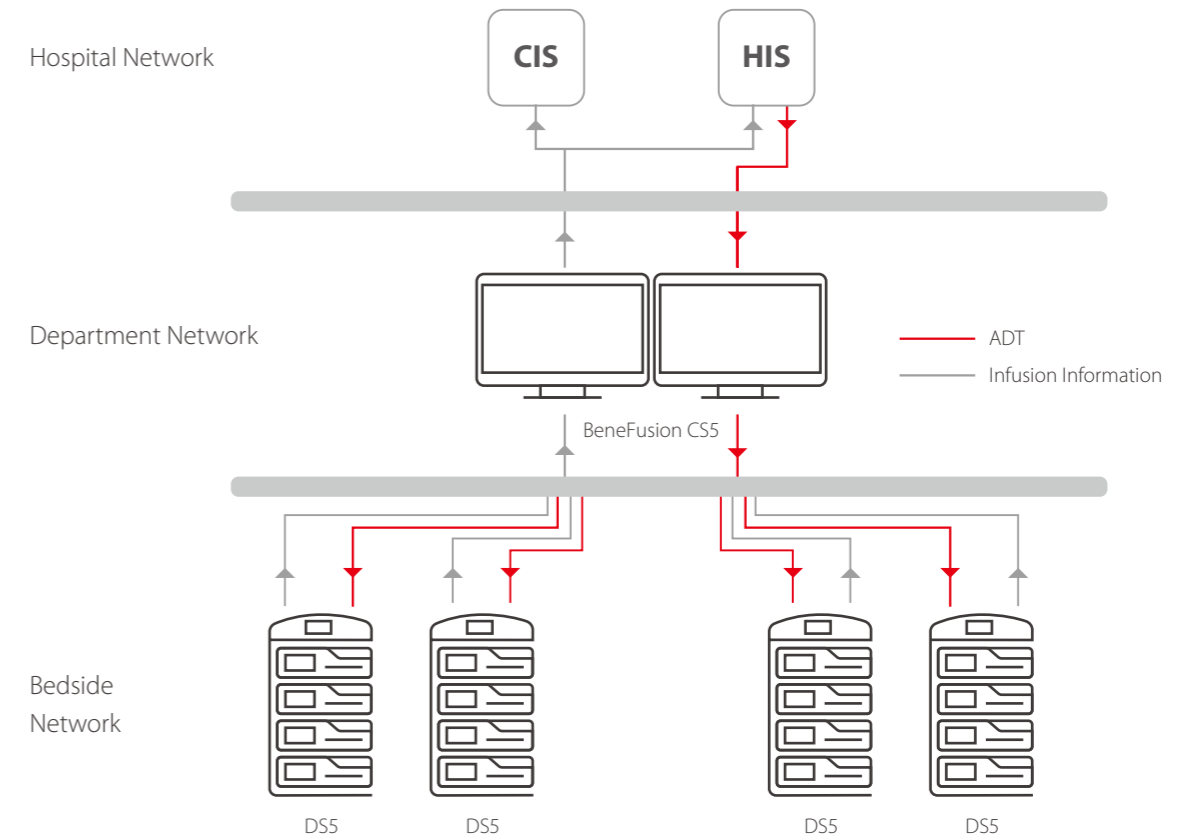 Hospital Network
CIS
HIS
Department Network
ADT
Infusion Information
BeneFusion CS5
Bedside
Network
DS5
DS5
DS5
DS5